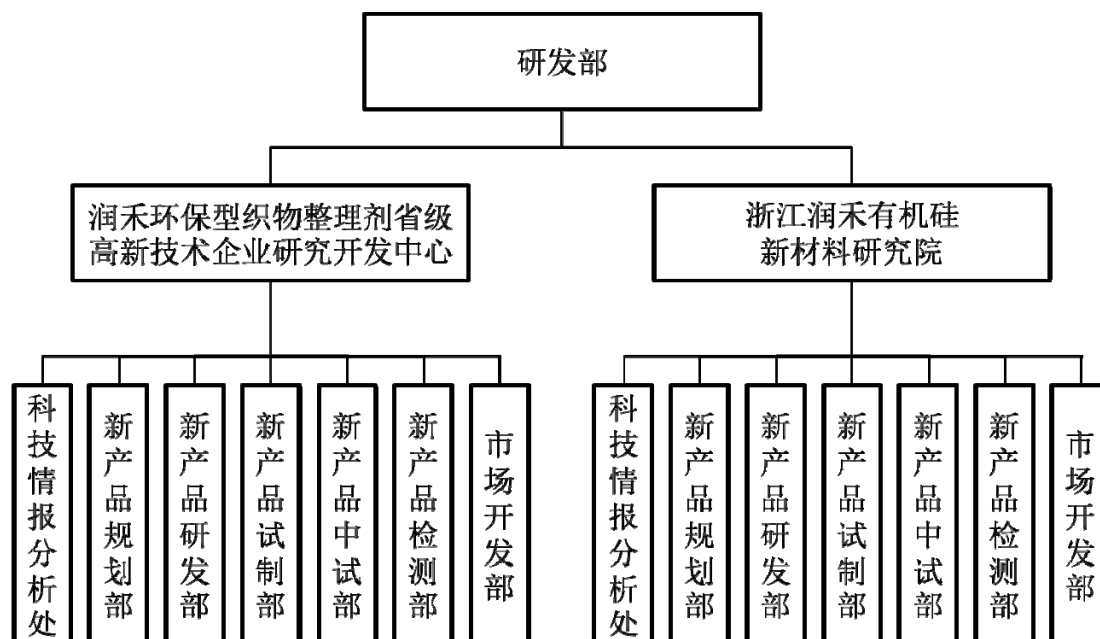 研发部
润禾环保型织物整理剂省级
高新技术企业研究开发中心
浙江润禾有机硅
新材料研究院
科技情报分析处
新产品规划部
新产品研发部
新产品试制部
新产品中试部
新产品检测部
市场开发部
科技情报分析处
新产品规划部
新产品研发部
新产品试制部
新产品中试部
新产品检测部
市场开发部